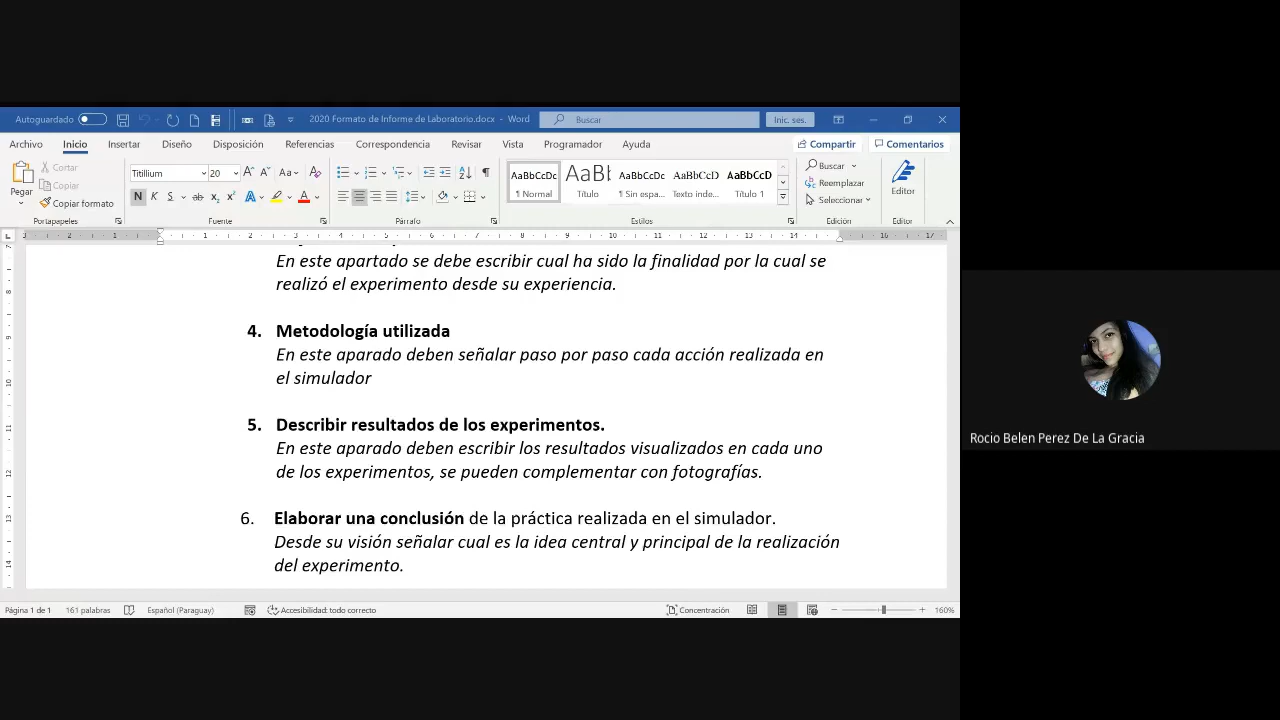 Autoguardado
2020 Formato de Informe de Laboratorio.docx - Word
Buscar
Inic. ses.
Archivo Inicio Insertar Diseño Disposición Referencias Correspondencia Revisar Vista Programador Ayuda Compartir Comentarios
Pegar
Cortar
Copiar
Copiar formato
Tittilium 20
N K S
AaBbCcDc AaBb AaBbCcDc AaBbCcD AaBbCcD
¶ Normal Título ¶ Sin espa... Texto inde... Título 1
Buscar
Reemplazar
Seleccionar
Editor
Portapapeles Fuente Párrafo Estilos Edición Editor
En este apartado se debe escribir cual ha sido la finalidad por la cual se
realizó el experimento desde su experiencia.
4. Metodología utilizada
En este aparado deben señalar paso por paso cada acción realizada en
el simulador
5. Describir resultados de los experimentos.
En este aparado deben escribir los resultados visualizados en cada uno
de los experimentos, se pueden complementar con fotografías.
6. Elaborar una conclusión de la práctica realizada en el simulador.
Desde su visión señalar cual es la idea central y principal de la realización
del experimento.
Página 1 de 1 161 palabras Español (Paraguay) Accesibilidad: todo correcto Concentración 160%
Rocio Belen Perez De La Gracia